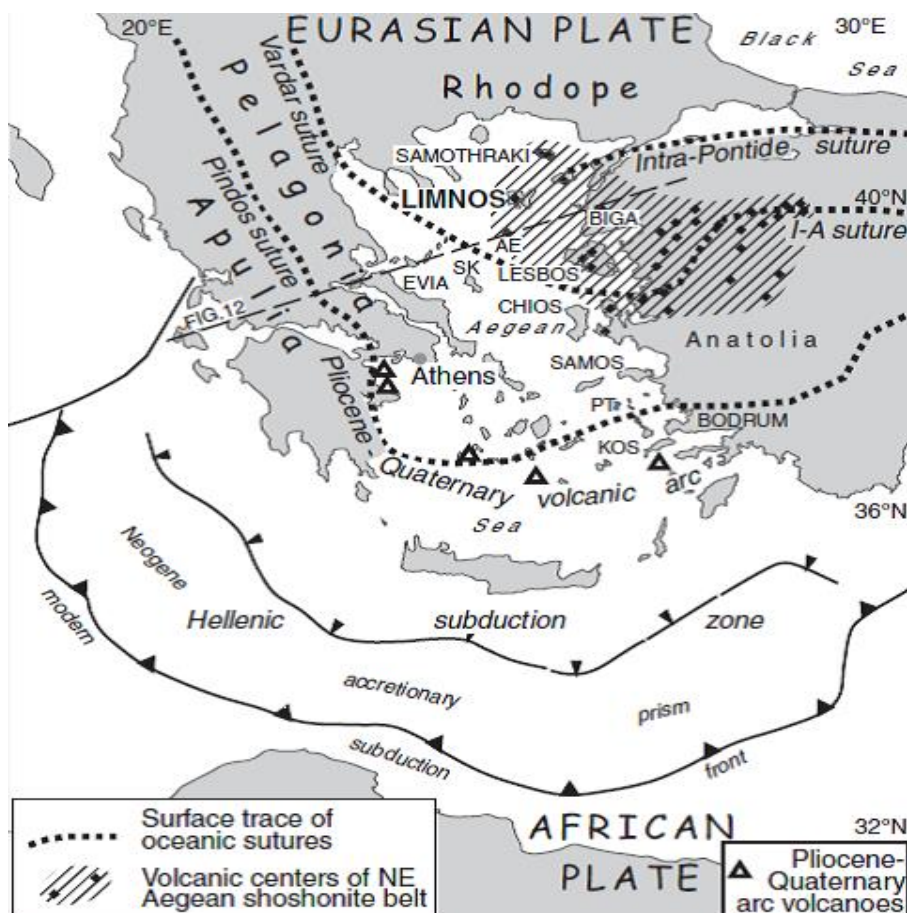 20°E
EURASIAN PLATE
30°E
Black
Sea
Rhodope
Vardar suture
Pelagonia
Pindos suture
Apulia
SAMOTHRAKI
Intra-Pontide suture
LIMNOS
40°N
BIGA
I-A suture
AE
SK
LESBOS
EVIA
CHIOS
FIG.12
Aegean
Anatolia
SAMOS
Athens
Pliocene
PT
BODRUM
KOS
Quaternary volcanic arc
Sea
36°N
Neogene
Hellenic subduction zone
modern
accretionary prism
subduction front
AFRICAN
PLATE
32°N
Surface trace of
oceanic sutures
Volcanic centers of NE
Aegean shoshonite belt
Pliocene-
Quaternary
arc volcanoes